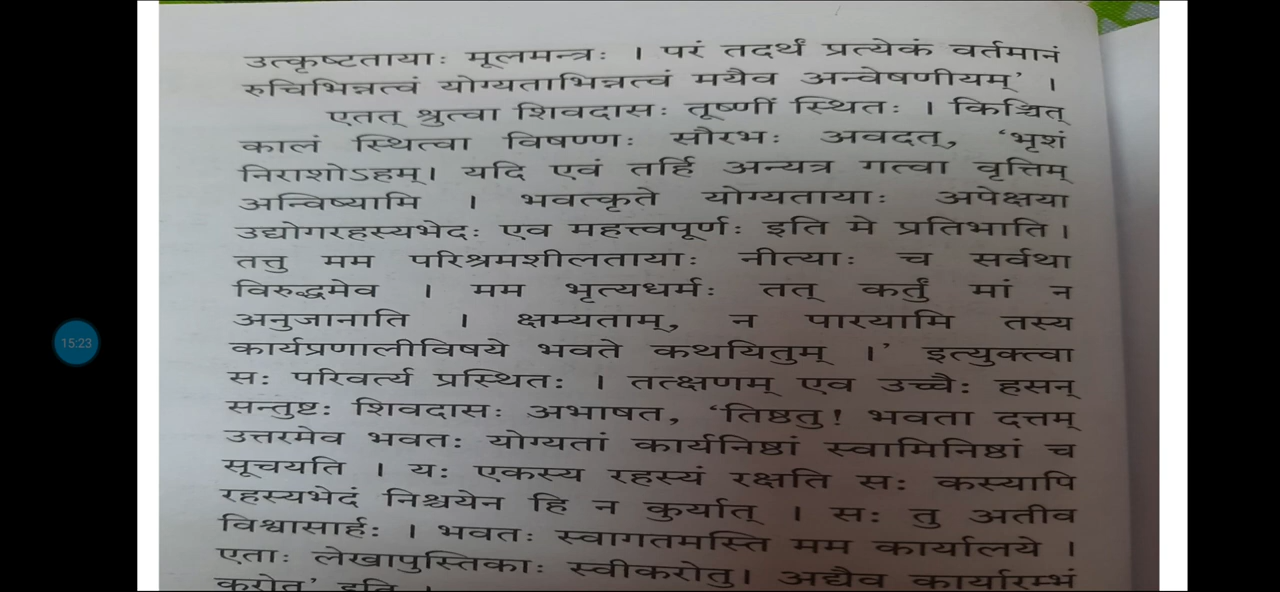 उत्कृष्टतायाः मूलमन्त्रः । परं तदर्थं प्रत्येकं वर्तमानं
रुचिभिन्नत्वं योग्यताभिन्नत्वं मयैव अन्वेषणीयम्’ ।
एतत् श्रुत्वा शिवदासः तूष्णीं स्थितः । किञ्चित्
कालं स्थित्वा विषण्णः सौरभः अवदत्, ‘भृशं
निराशोऽहम्। यदि एवं तर्हि अन्यत्र गत्वा वृत्तिम्
अन्विष्यामि । भवत्कृते योग्यतायाः अपेक्षया
उद्योगरहस्यभेदः एव महत्त्वपूर्णः इति मे प्रतिभाति ।
तत्तु मम परिश्रमशीलतायाः नीत्याः च सर्वथा
विरुद्धमेव । मम भृत्यधर्मः तत् कर्तुं मां न
अनुजानाति । क्षम्यताम्, न पारयामि तस्य
कार्यप्रणालीविषये भवते कथयितुम् ।’ इत्युक्त्वा
सः परिवर्त्य प्रस्थितः । तत्क्षणम् एव उच्चैः हसन्
सन्तुष्टः शिवदासः अभाषत, ‘तिष्ठतु! भवता दत्तम्
उत्तरमेव भवतः योग्यतां कार्यनिष्ठां स्वामिनिष्ठां च
सूचयति । यः एकस्य रहस्यं रक्षति सः कस्यापि
रहस्यभेदं निश्चयेन हि न कुर्यात् । सः तु अतीव
विश्वासार्हः । भवतः स्वागतमस्ति मम कार्यालये ।
एताः लेखापुस्तिकाः स्वीकरोतु। अद्यैव कार्यारम्भं
करोतु’ इति ।
15:23